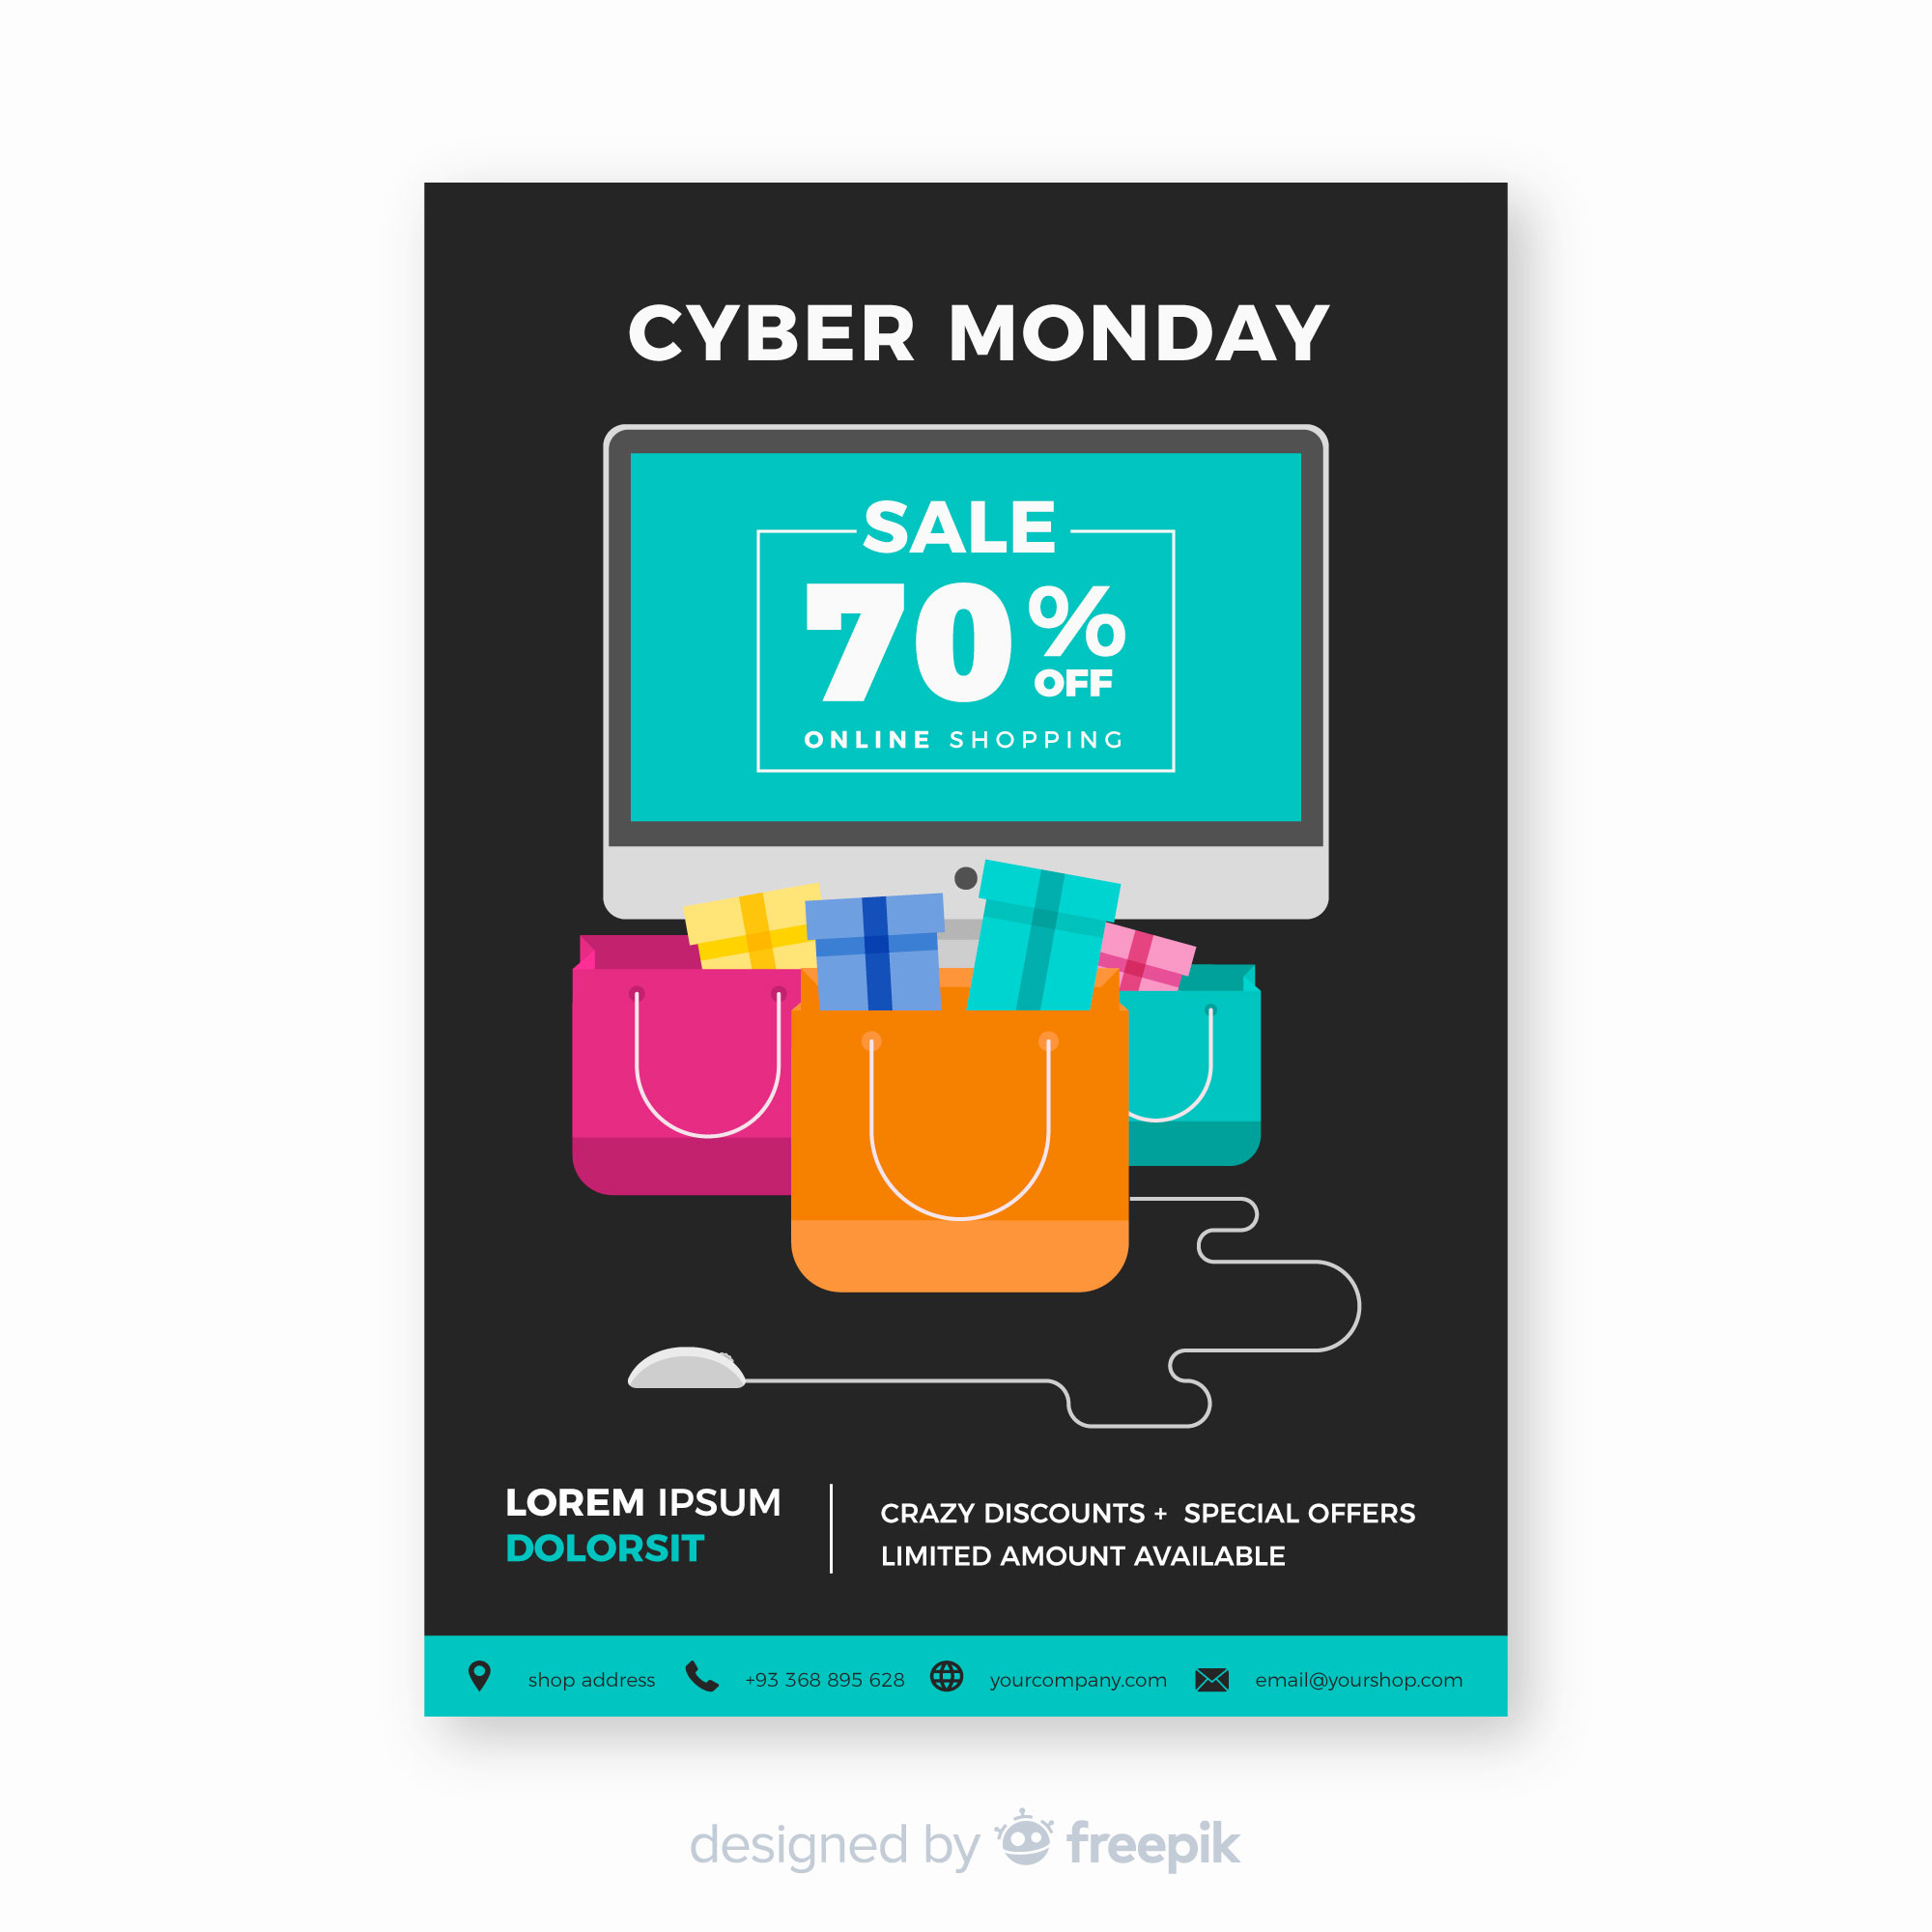 CYBER MONDAY
SALE
70%
OFF
ONLINE SHOPPING
LOREM IPSUM
DOLORSIT
CRAZY DISCOUNTS + SPECIAL OFFERS
LIMITED AMOUNT AVAILABLE
shop address +93 368 895 628 yourcompany.com email@yourshop.com
designed by freepik